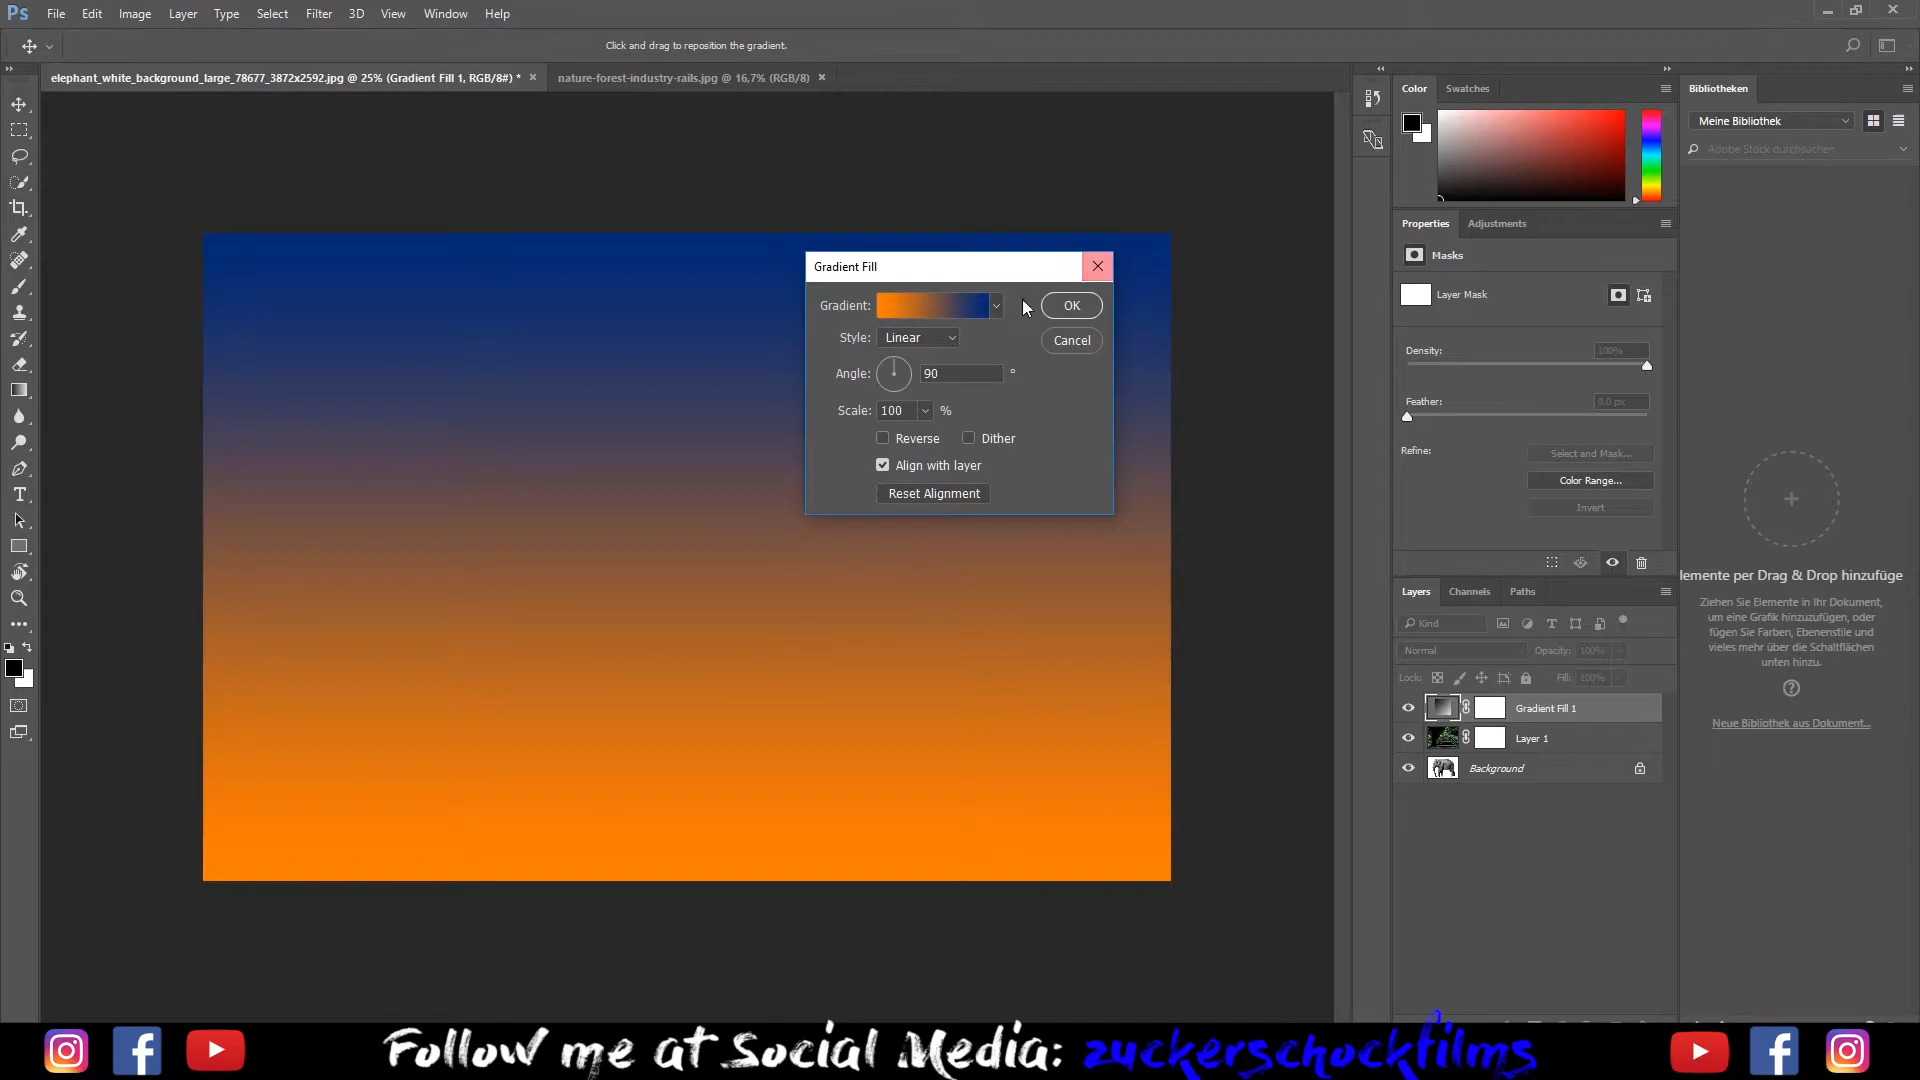 Ps File Edit Image Layer Type Select Filter 3D View Window Help
Click and drag to reposition the gradient.
elephant_white_background_large_78677_3872x2592.jpg @ 25% (Gradient Fill 1, RGB/8#) *
nature-forest-industry-rails.jpg @ 16,7% (RGB/8)
Color Swatches
Bibliotheken
Meine Bibliothek
Adobe Stock durchsuchen
Gradient Fill
Gradient:
OK
Style: Linear
Cancel
Angle: 90 °
Scale: 100 %
Reverse Dither
Align with layer
Reset Alignment
Properties Adjustments
Masks
Layer Mask
Density: 100%
Feather: 0,0 px
Refine: Select and Mask...
Color Range...
Invert
Layers Channels Paths
Kind
Normal Opacity: 100%
Lock: Fill: 100%
Gradient Fill 1
Layer 1
Background
lemente per Drag & Drop hinzufüge
Ziehen Sie Elemente in Ihr Dokument,
um eine Grafik hinzuzufügen, oder
fügen Sie Farben, Ebenenstile und
vieles mehr über die Schaltflächen
unten hinzu.
Neue Bibliothek aus Dokument...
Follow me at Social Media: zuckerschockfilms